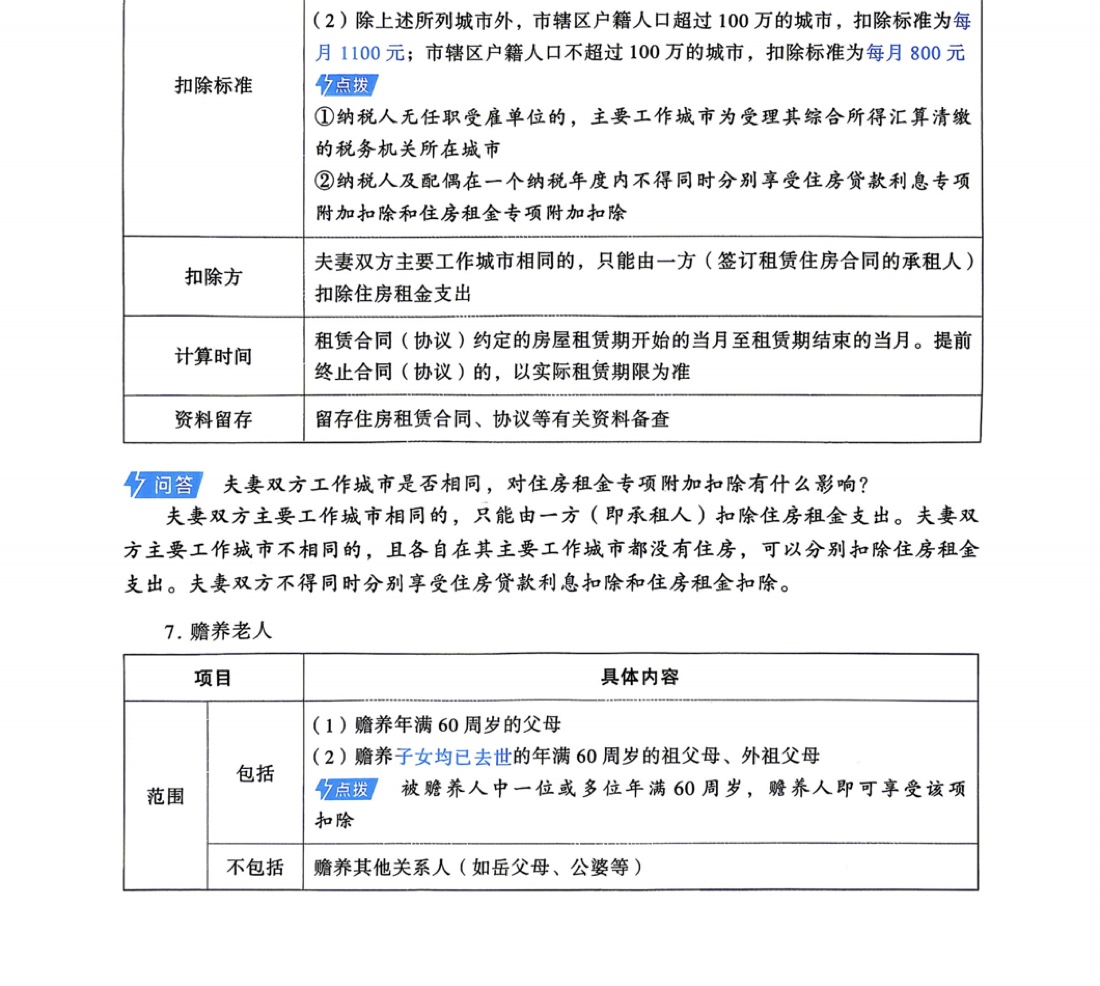 （2）除上述所列城市外，市辖区户籍人口超过 100 万的城市，扣除标准为每
月 1100 元；市辖区户籍人口不超过 100 万的城市，扣除标准为每月 800 元
扣除标准
点拨
①纳税人无任职受雇单位的，主要工作城市为受理其综合所得汇算清缴
的税务机关所在城市
②纳税人及配偶在一个纳税年度内不得同时分别享受住房贷款利息专项
附加扣除和住房租金专项附加扣除
扣除方
夫妻双方主要工作城市相同的，只能由一方（签订租赁住房合同的承租人）
扣除住房租金支出
计算时间
租赁合同（协议）约定的房屋租赁期开始的当月至租赁期结束的当月。提前
终止合同（协议）的，以实际租赁期限为准
资料留存
留存住房租赁合同、协议等有关资料备查
问答 夫妻双方工作城市是否相同，对住房租金专项附加扣除有什么影响？
夫妻双方主要工作城市相同的，只能由一方（即承租人）扣除住房租金支出。夫妻双
方主要工作城市不相同的，且各自在其主要工作城市都没有住房，可以分别扣除住房租金
支出。夫妻双方不得同时分别享受住房贷款利息扣除和住房租金扣除。
7. 赡养老人
项目 具体内容
范围
包括
（1）赡养年满 60 周岁的父母
（2）赡养子女均已去世的年满 60 周岁的祖父母、外祖父母
点拨 被赡养人中一位或多位年满 60 周岁，赡养人即可享受该项
扣除
不包括
赡养其他关系人（如岳父母、公婆等）